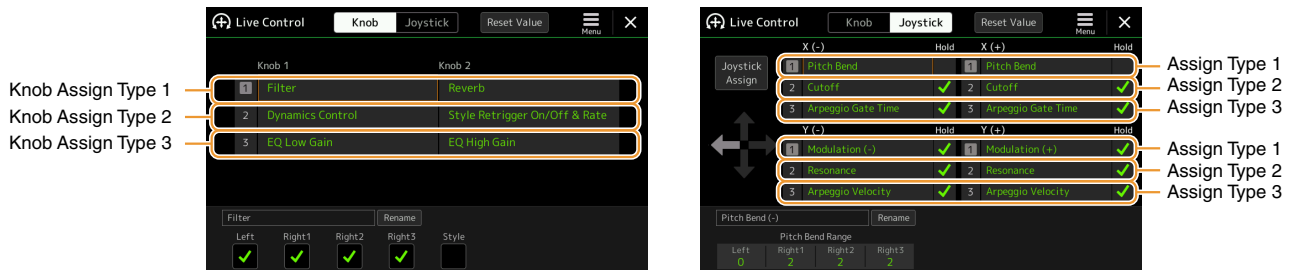 Live Control Knob Joystick Reset Value Menu
Knob 1 Knob 2
Knob Assign Type 1 1 Filter Reverb
Knob Assign Type 2 2 Dynamics Control Style Retrigger On/Off & Rate
Knob Assign Type 3 3 EQ Low Gain EQ High Gain
Filter Rename
Left Right1 Right2 Right3 Style
Live Control Knob Joystick Reset Value Menu
X (-) Hold X (+) Hold
Joystick Assign
1 Pitch Bend 1 Pitch Bend Assign Type 1
2 Cutoff 2 Cutoff Assign Type 2
3 Arpeggio Gate Time 3 Arpeggio Gate Time Assign Type 3
Y (-) Hold Y (+) Hold
1 Modulation (-) 1 Modulation (+) Assign Type 1
2 Resonance 2 Resonance Assign Type 2
3 Arpeggio Velocity 3 Arpeggio Velocity Assign Type 3
Pitch Bend (-) Rename
Pitch Bend Range
Left Right1 Right2 Right3
0 2 2 2